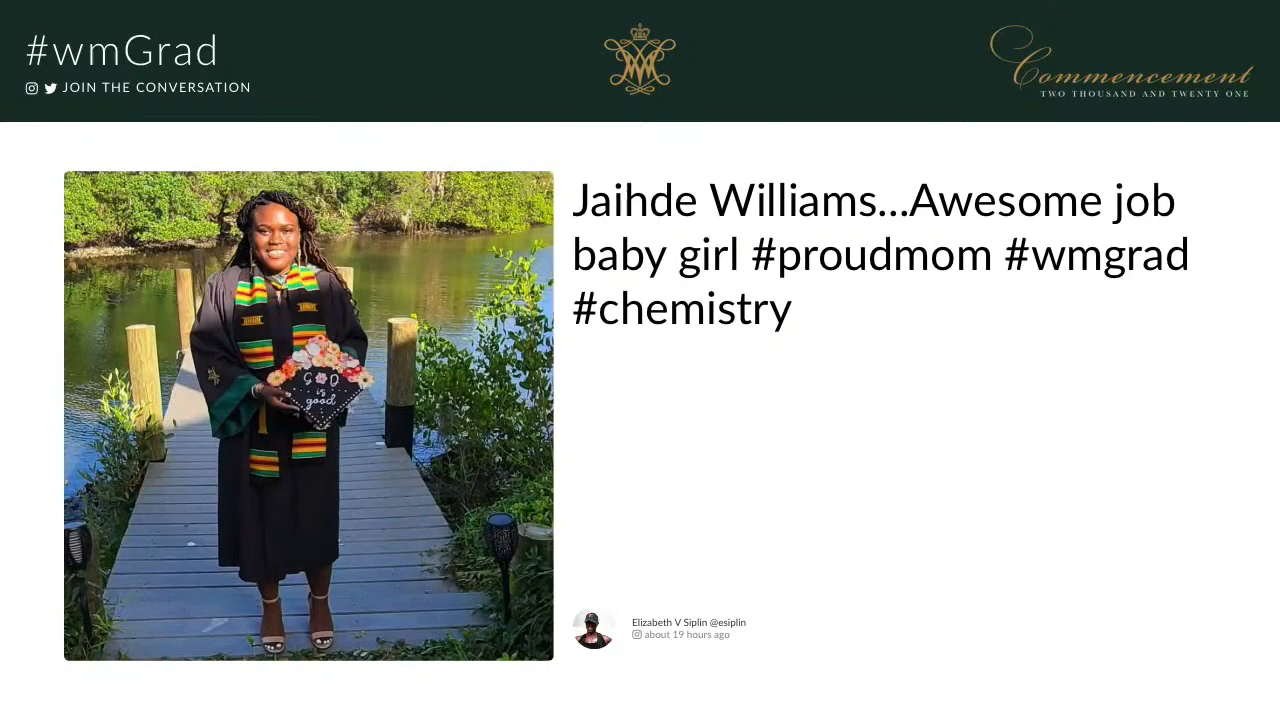 #wmGrad
JOIN THE CONVERSATION
Commencement
TWO THOUSAND AND TWENTY ONE
Jaihde Williams...Awesome job
baby girl #proudmom #wmgrad
#chemistry
GOD
is
good
Elizabeth V Siplin @esiplin
about 19 hours ago